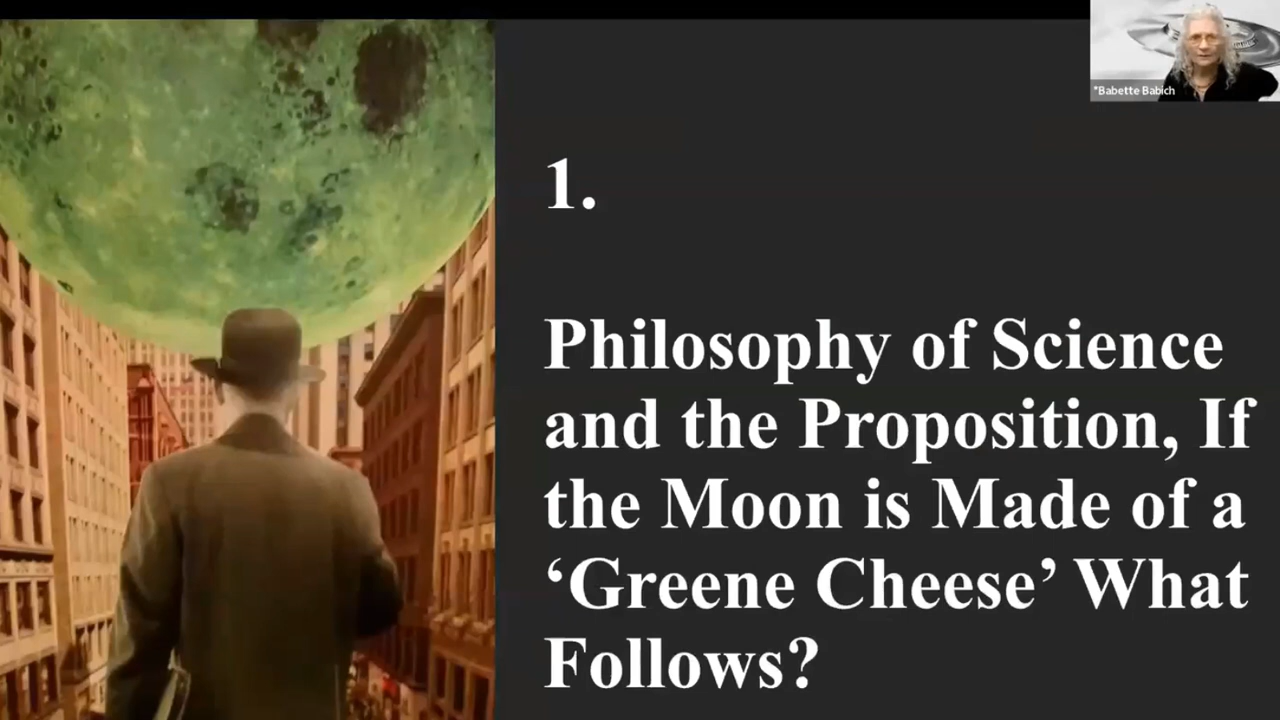 *Babette Babich
1.
Philosophy of Science
and the Proposition, If
the Moon is Made of a
‘Greene Cheese’ What
Follows?